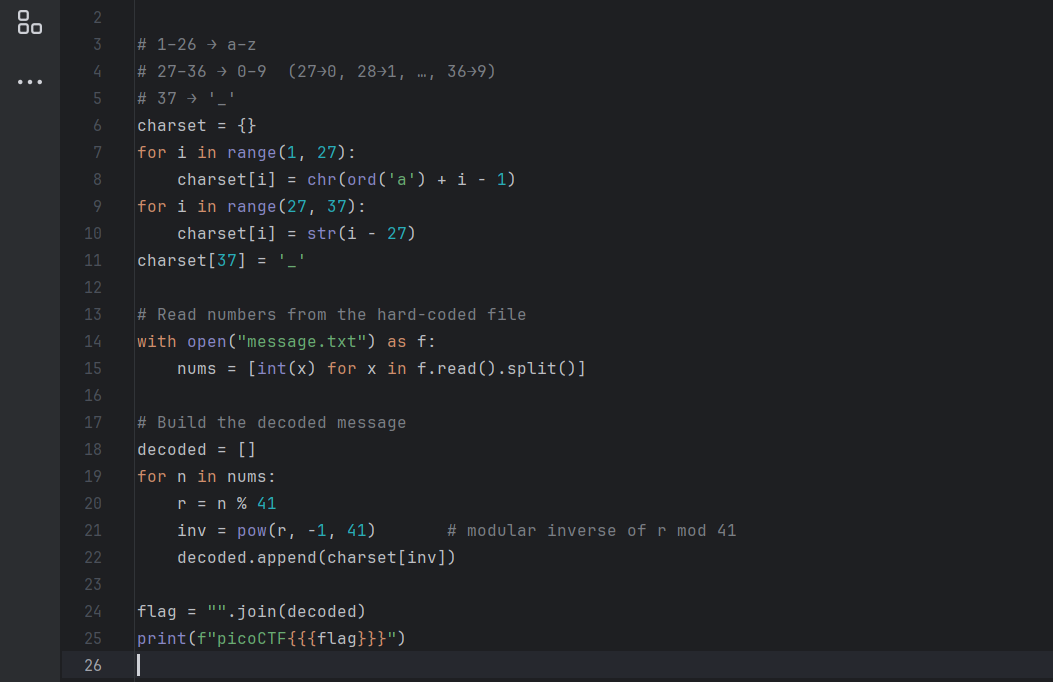 2
3 # 1–26 → a–z
4 # 27–36 → 0–9  (27→0, 28→1, …, 36→9)
5 # 37 → '_'
6 charset = {}
7 for i in range(1, 27):
8     charset[i] = chr(ord('a') + i - 1)
9 for i in range(27, 37):
10     charset[i] = str(i - 27)
11 charset[37] = '_'
12
13 # Read numbers from the hard-coded file
14 with open("message.txt") as f:
15     nums = [int(x) for x in f.read().split()]
16
17 # Build the decoded message
18 decoded = []
19 for n in nums:
20     r = n % 41
21     inv = pow(r, -1, 41)       # modular inverse of r mod 41
22     decoded.append(charset[inv])
23
24 flag = "".join(decoded)
25 print(f"picoCTF{{{flag}}}")
26